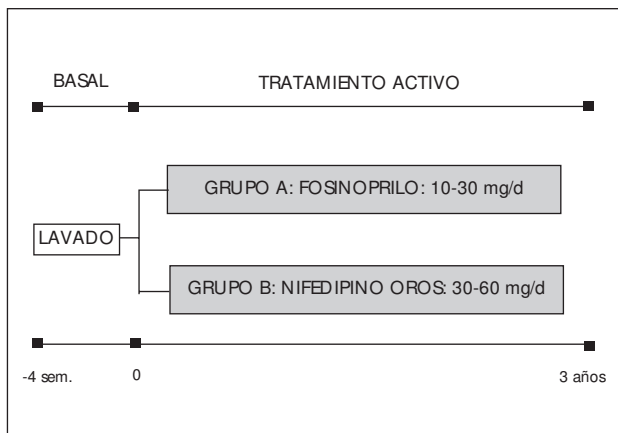 BASAL
TRATAMIENTO ACTIVO
GRUPO A: FOSINOPRILO: 10-30 mg/d
LAVADO
GRUPO B: NIFEDIPINO OROS: 30-60 mg/d
-4 sem.
0
3 años